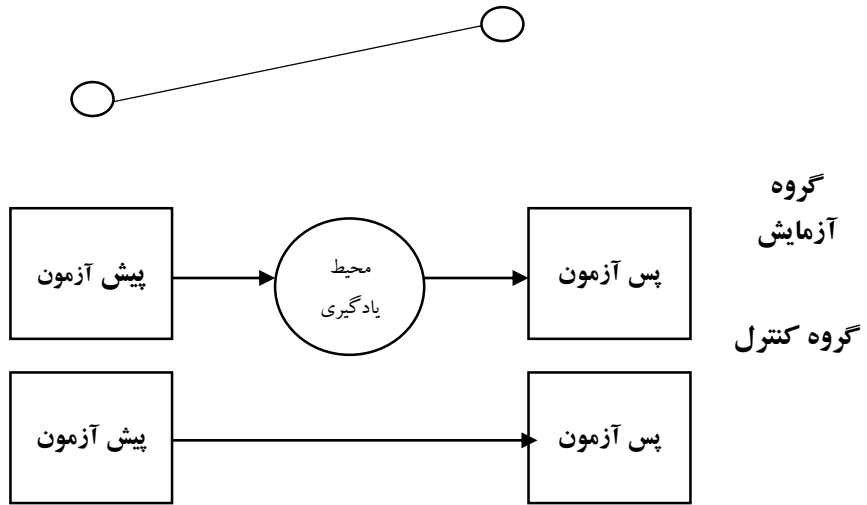 گروه
آزمایش
پیش آزمون
محیط
یادگیری
پس آزمون
گروه کنترل
پیش آزمون
پس آزمون